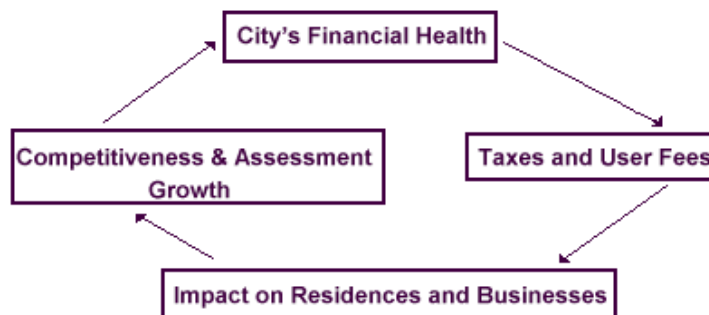 City's Financial Health
Competitiveness & Assessment
Growth
Taxes and User Fees
Impact on Residences and Businesses